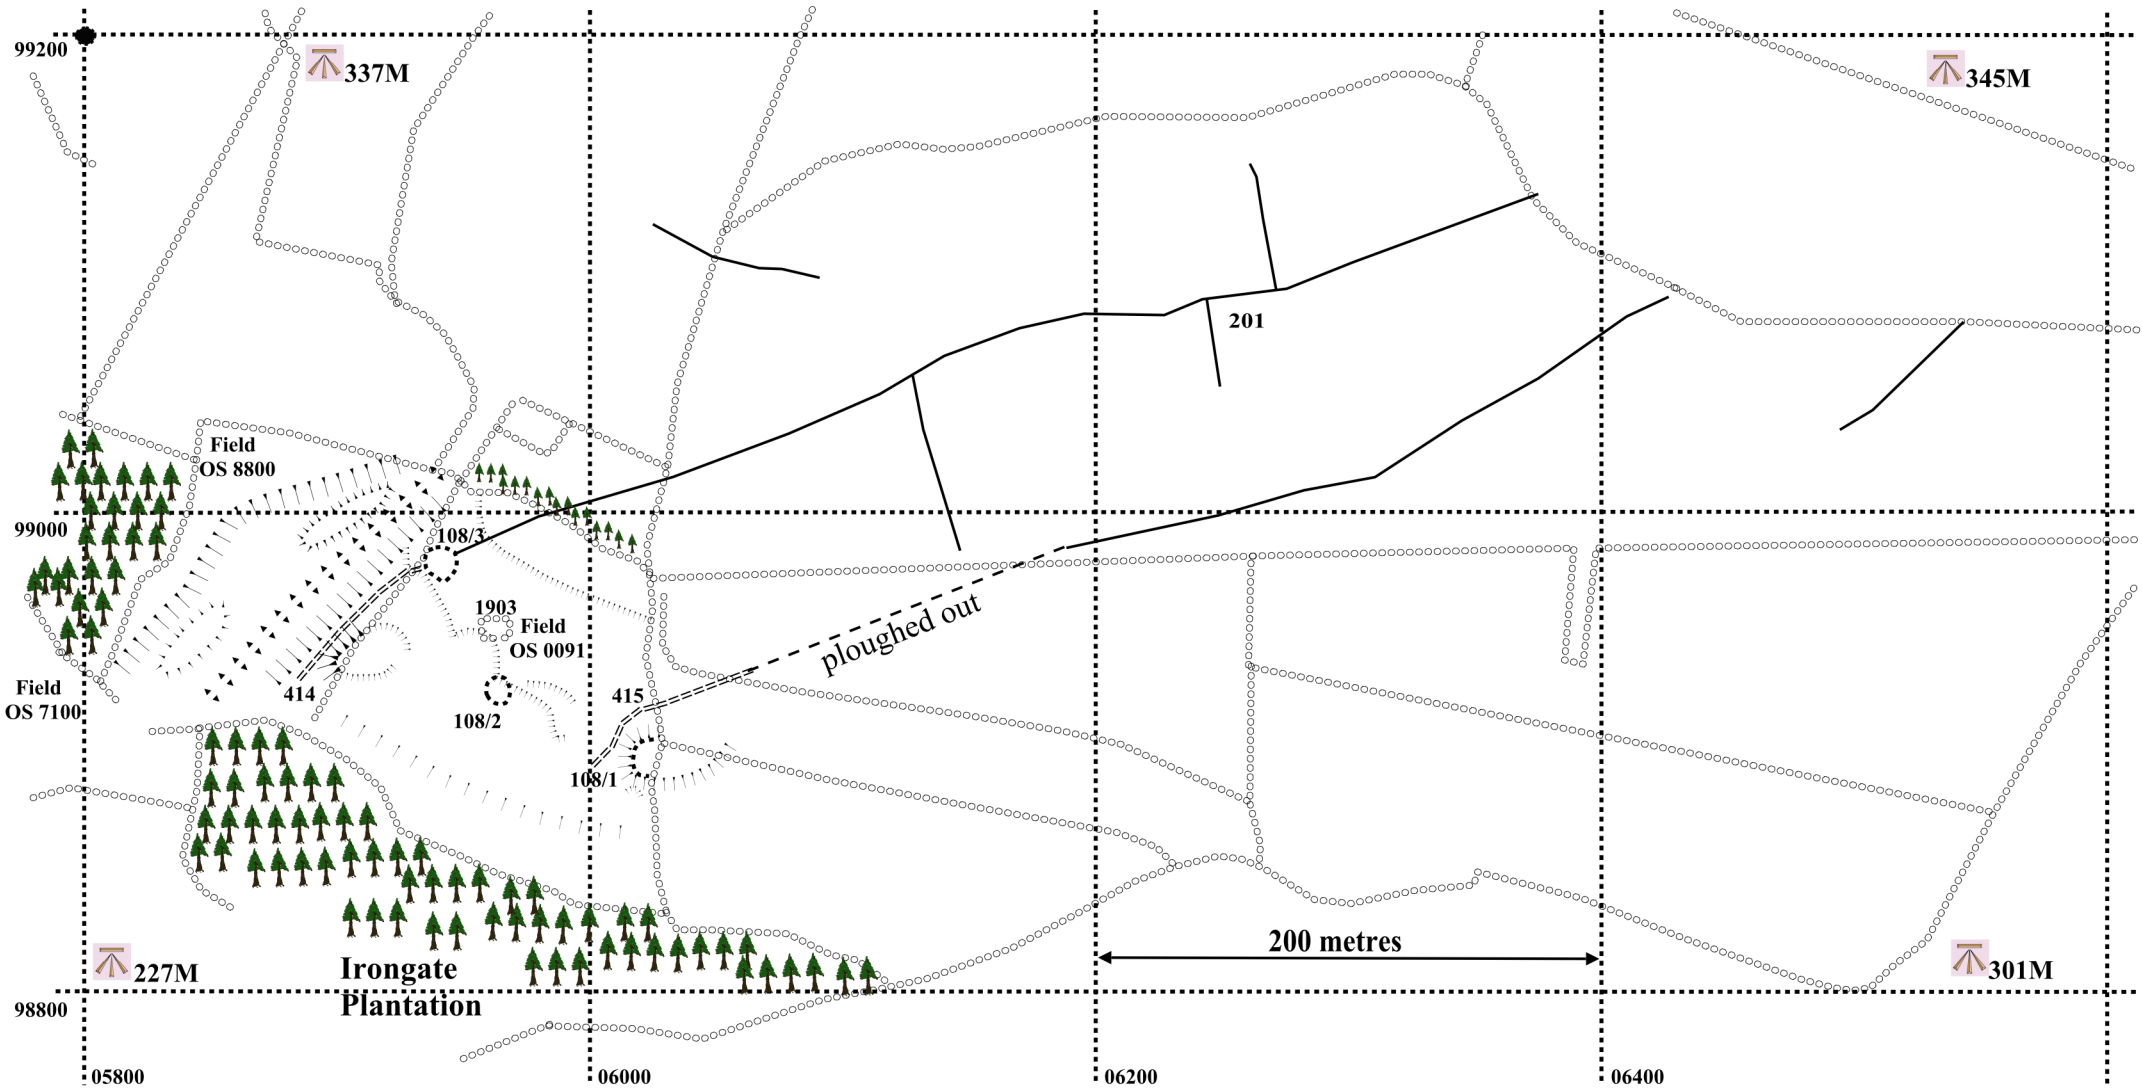 99200
337M
345M
201
Field
OS 8800
99000
108/3
1903
Field
OS 0091
ploughed out
Field
OS 7100
414
415
108/2
108/1
200 metres
Irongate
Plantation
227M
301M
98800
05800
06000
06200
06400